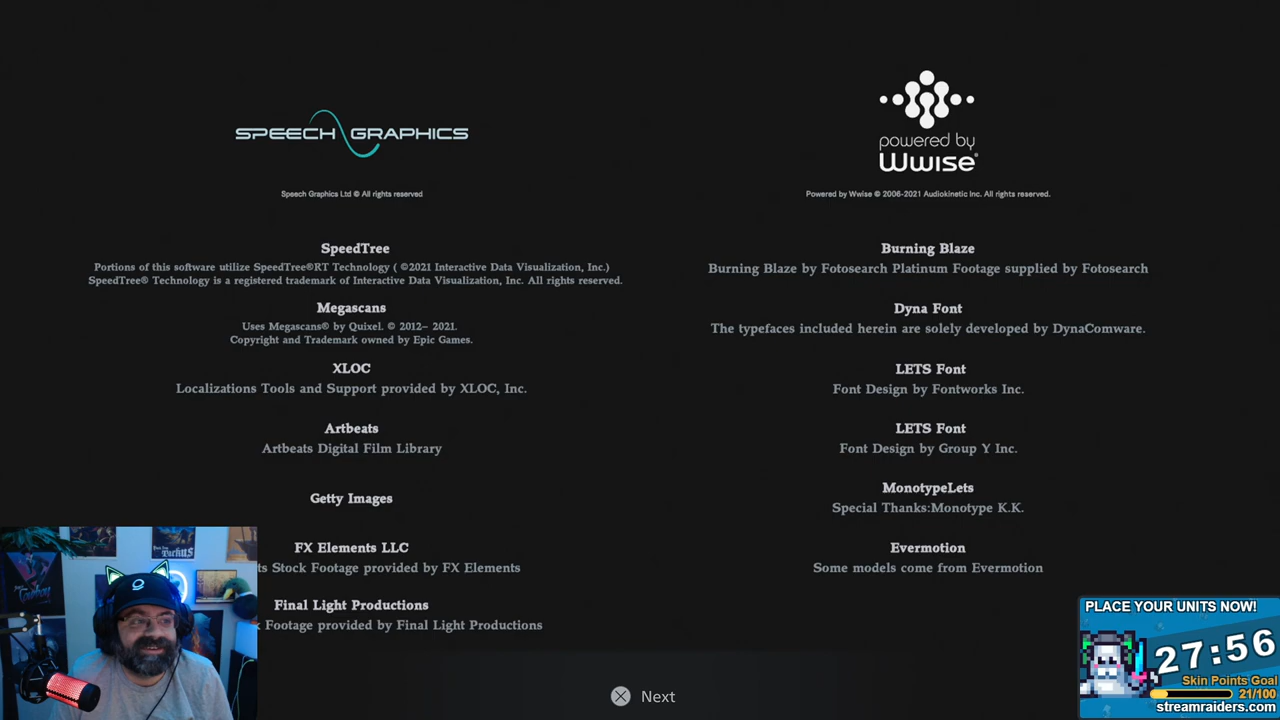 SPEECH GRAPHICS
Speech Graphics Ltd © All rights reserved
SpeedTree
Portions of this software utilize SpeedTree®RT Technology ( ©2021 Interactive Data Visualization, Inc.)
SpeedTree® Technology is a registered trademark of Interactive Data Visualization, Inc. All rights reserved.
Megascans
Uses Megascans® by Quixel. © 2012– 2021.
Copyright and Trademark owned by Epic Games.
XLOC
Localizations Tools and Support provided by XLOC, Inc.
Artbeats
Artbeats Digital Film Library
Getty Images
FX Elements LLC
Stock Footage provided by FX Elements
Final Light Productions
Footage provided by Final Light Productions
powered by
Wwise®
Powered by Wwise © 2006-2021 Audiokinetic Inc. All rights reserved.
Burning Blaze
Burning Blaze by Fotosearch Platinum Footage supplied by Fotosearch
Dyna Font
The typefaces included herein are solely developed by DynaComware.
LETS Font
Font Design by Fontworks Inc.
LETS Font
Font Design by Group Y Inc.
MonotypeLets
Special Thanks:Monotype K.K.
Evermotion
Some models come from Evermotion
Next
PLACE YOUR UNITS NOW!
27:56
Skin Points Goal
21/100
streamraiders.com